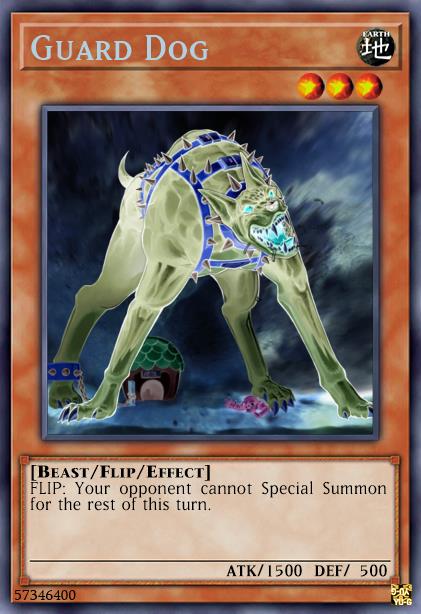 Guard Dog
EARTH
地
[Beast/Flip/Effect]
FLIP: Your opponent cannot Special Summon
for the rest of this turn.
ATK/1500 DEF/ 500
57346400